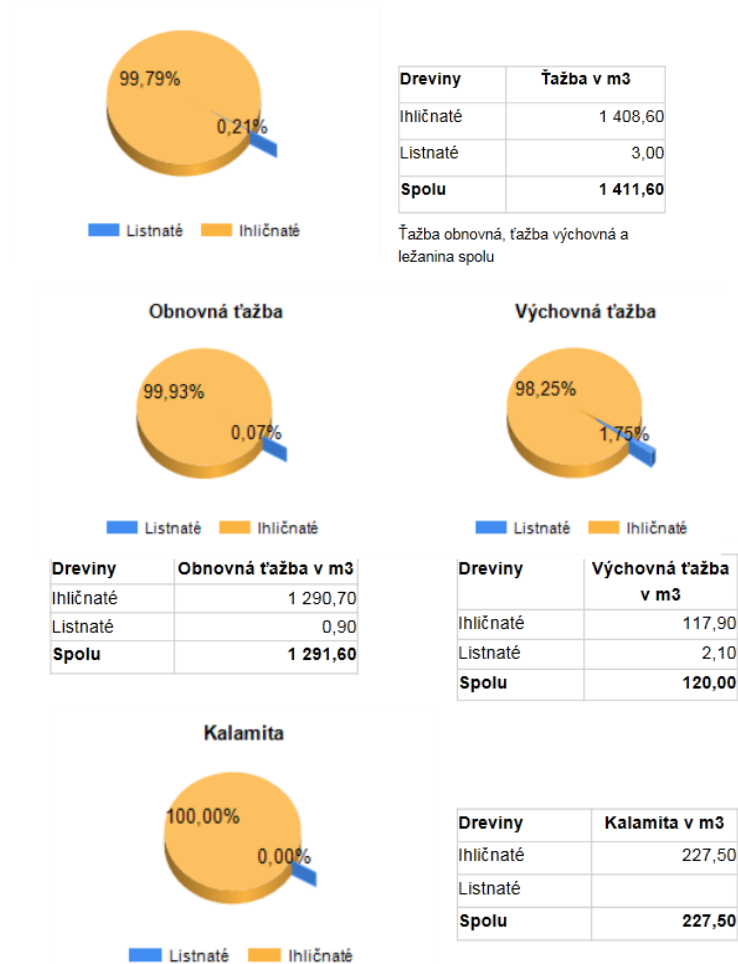 99,79%
0,21%
Listnaté Ihličnaté
Dreviny Ťažba v m3
Ihličnaté 1 408,60
Listnaté 3,00
Spolu 1 411,60
Ťažba obnovná, ťažba výchovná a
ležanina spolu
Obnovná ťažba
99,93%
0,07%
Listnaté Ihličnaté
Výchovná ťažba
98,25%
1,75%
Listnaté Ihličnaté
Dreviny Obnovná ťažba v m3
Ihličnaté 1 290,70
Listnaté 0,90
Spolu 1 291,60
Dreviny Výchovná ťažba
v m3
Ihličnaté 117,90
Listnaté 2,10
Spolu 120,00
Kalamita
100,00%
0,00%
Listnaté Ihličnaté
Dreviny Kalamita v m3
Ihličnaté 227,50
Listnaté
Spolu 227,50